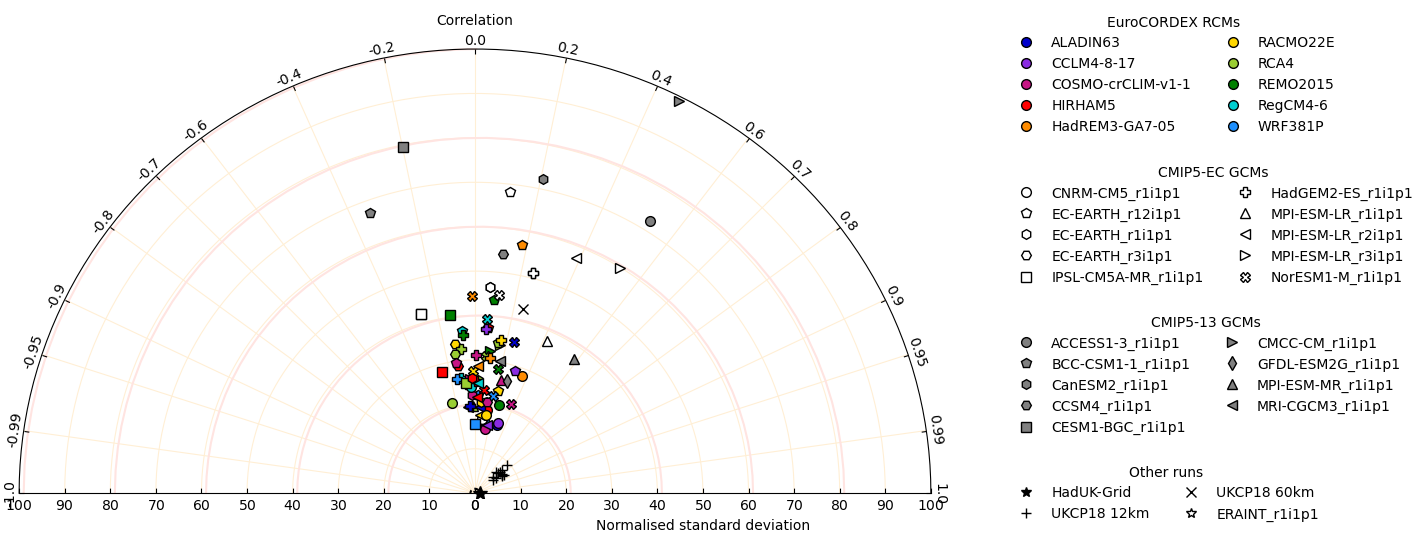 Correlation
-0.2 0.0 0.2
-0.4 0.4
-0.6 0.6
-0.7 0.7
-0.8 0.8
-0.9 0.9
-0.95 0.95
-0.99 0.99
-1.0 1.0
100 90 80 70 60 50 40 30 20 10 0 10 20 30 40 50 60 70 80 90 100
Normalised standard deviation
EuroCORDEX RCMs
ALADIN63 RACMO22E
CCLM4-8-17 RCA4
COSMO-crCLIM-v1-1 REMO2015
HIRHAM5 RegCM4-6
HadREM3-GA7-05 WRF381P
CMIP5-EC GCMs
CNRM-CM5_r1i1p1 HadGEM2-ES_r1i1p1
EC-EARTH_r12i1p1 MPI-ESM-LR_r1i1p1
EC-EARTH_r1i1p1 MPI-ESM-LR_r2i1p1
EC-EARTH_r3i1p1 MPI-ESM-LR_r3i1p1
IPSL-CM5A-MR_r1i1p1 NorESM1-M_r1i1p1
CMIP5-13 GCMs
ACCESS1-3_r1i1p1 CMCC-CM_r1i1p1
BCC-CSM1-1_r1i1p1 GFDL-ESM2G_r1i1p1
CanESM2_r1i1p1 MPI-ESM-MR_r1i1p1
CCSM4_r1i1p1 MRI-CGCM3_r1i1p1
CESM1-BGC_r1i1p1
Other runs
HadUK-Grid UKCP18 60km
UKCP18 12km ERAINT_r1i1p1